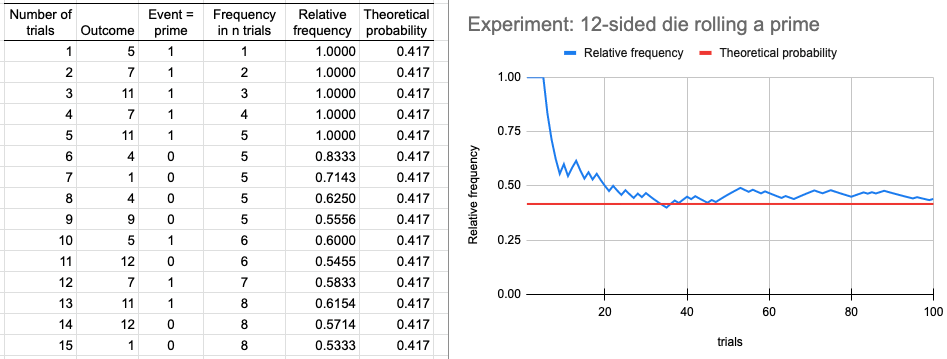 Number of trials Outcome Event = prime Frequency in n trials Relative frequency Theoretical probability
1 5 1 1 1.0000 0.417
2 7 1 2 1.0000 0.417
3 11 1 3 1.0000 0.417
4 7 1 4 1.0000 0.417
5 11 1 5 1.0000 0.417
6 4 0 5 0.8333 0.417
7 1 0 5 0.7143 0.417
8 4 0 5 0.6250 0.417
9 9 0 5 0.5556 0.417
10 5 1 6 0.6000 0.417
11 12 0 6 0.5455 0.417
12 7 1 7 0.5833 0.417
13 11 1 8 0.6154 0.417
14 12 0 8 0.5714 0.417
15 1 0 8 0.5333 0.417
Experiment: 12-sided die rolling a prime
Relative frequency Theoretical probability
Relative frequency
1.00
0.75
0.50
0.25
0.00
20 40 60 80 100
trials